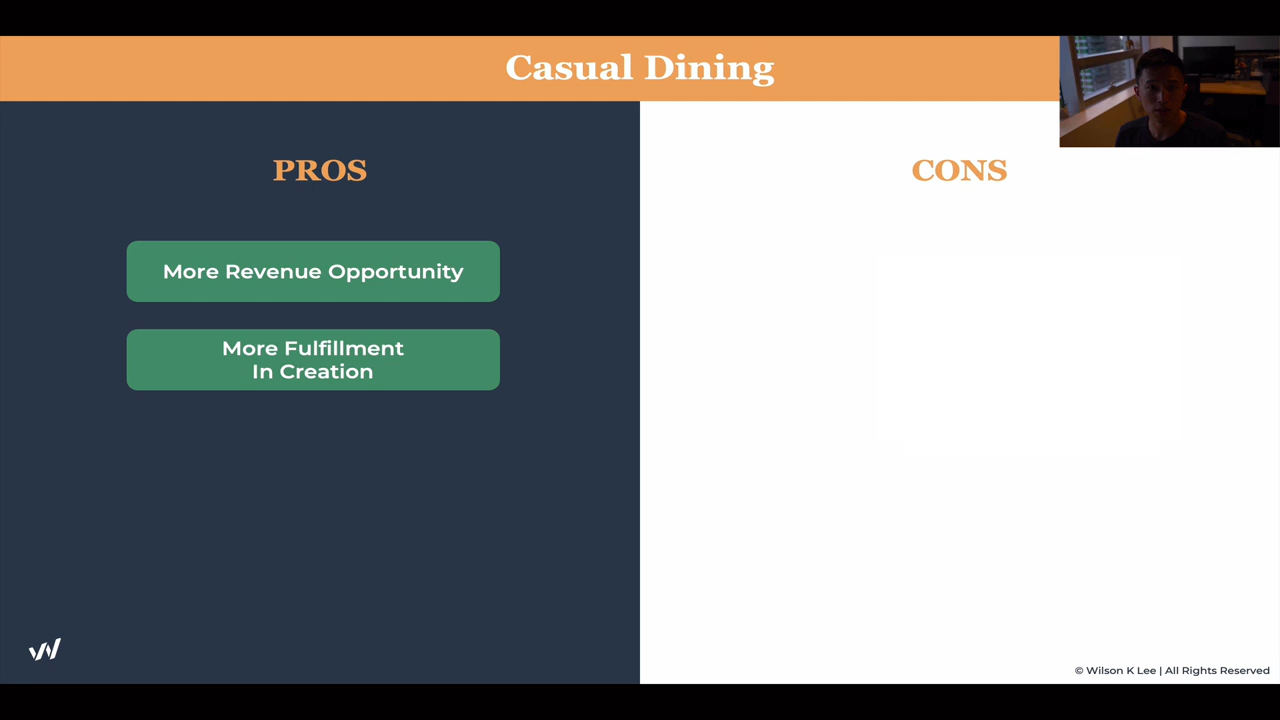 Casual Dining
PROS
CONS
More Revenue Opportunity
More Fulfillment
In Creation
© Wilson K Lee | All Rights Reserved